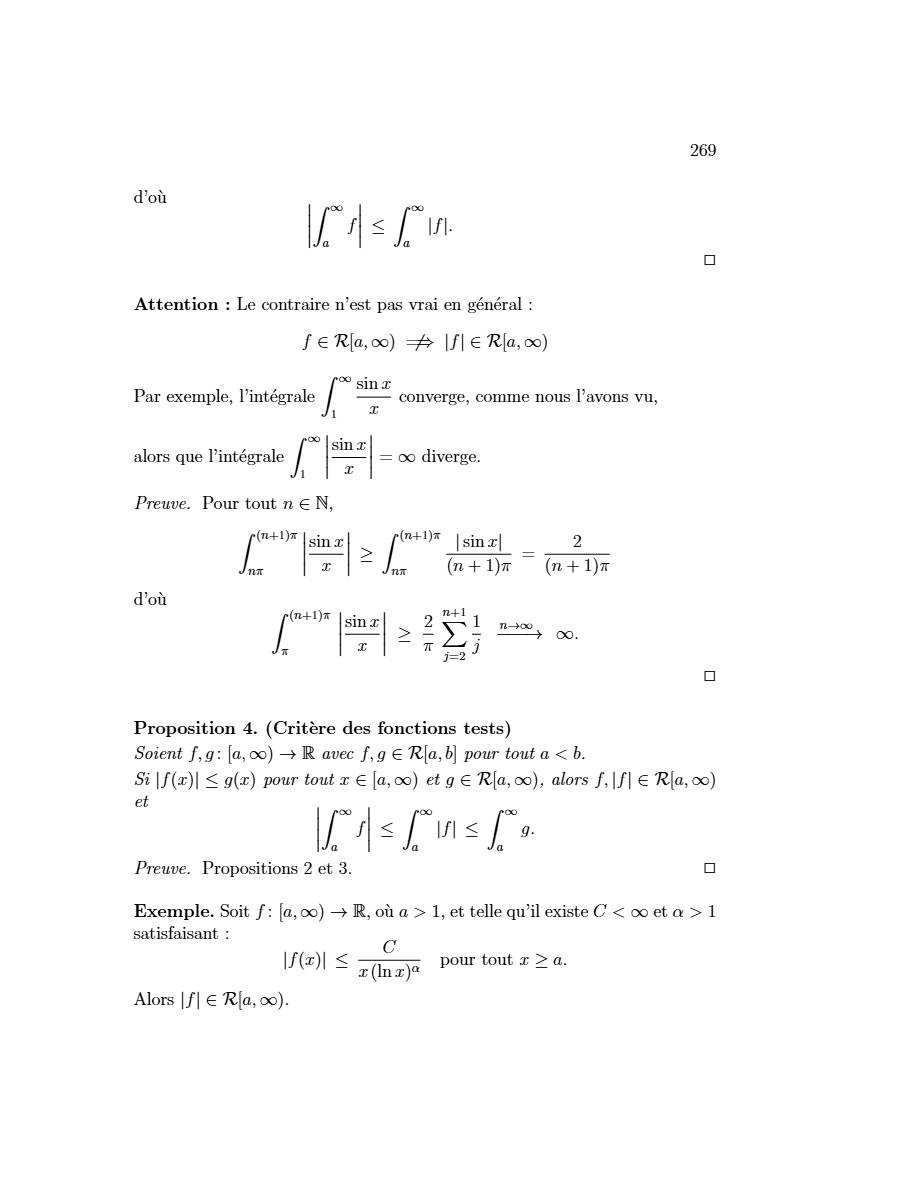 269
d'où
|∫_a^∞ f| ≤ ∫_a^∞ |f|.
□
Attention : Le contraire n'est pas vrai en général :
f ∈ R[a, ∞) ⇏ |f| ∈ R[a, ∞)
Par exemple, l'intégrale ∫_1^∞ sin x / x converge, comme nous l'avons vu,
alors que l'intégrale ∫_1^∞ |sin x / x| = ∞ diverge.
Preuve. Pour tout n ∈ ℕ,
∫_{nπ}^{(n+1)π} |sin x / x| ≥ ∫_{nπ}^{(n+1)π} |sin x| / (n+1)π = 2 / (n+1)π
d'où
∫_π^{(n+1)π} |sin x / x| ≥ 2/π ∑_{j=2}^{n+1} 1/j —n→∞→ ∞.
□
Proposition 4. (Critère des fonctions tests)
Soient f, g : [a, ∞) → ℝ avec f, g ∈ R[a, b] pour tout a < b.
Si |f(x)| ≤ g(x) pour tout x ∈ [a, ∞) et g ∈ R[a, ∞), alors f, |f| ∈ R[a, ∞)
et
|∫_a^∞ f| ≤ ∫_a^∞ |f| ≤ ∫_a^∞ g.
Preuve. Propositions 2 et 3. □
Exemple. Soit f : [a, ∞) → ℝ, où a > 1, et telle qu'il existe C < ∞ et α > 1
satisfaisant :
|f(x)| ≤ C / x (ln x)^α pour tout x ≥ a.
Alors |f| ∈ R[a, ∞).